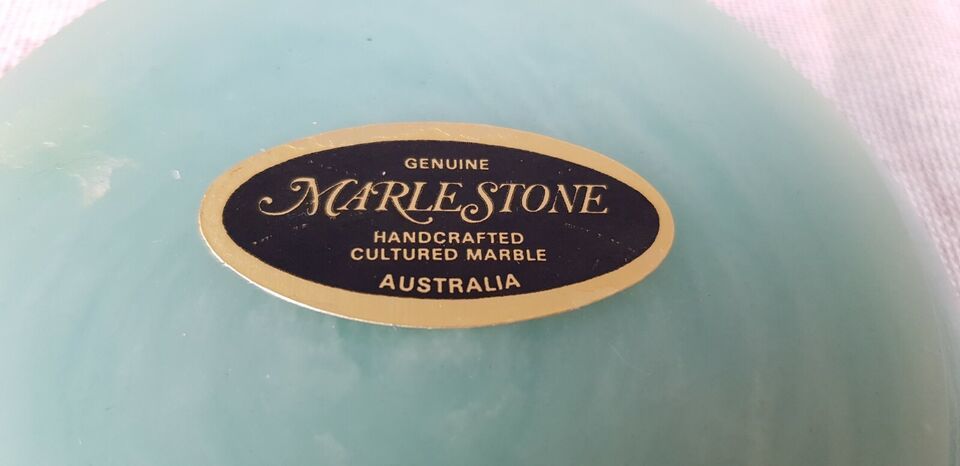 GENUINE
MARLESTONE
HANDCRAFTED
CULTURED MARBLE
AUSTRALIA